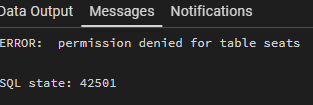 Data Output Messages Notifications
ERROR:  permission denied for table seats
SQL state: 42501